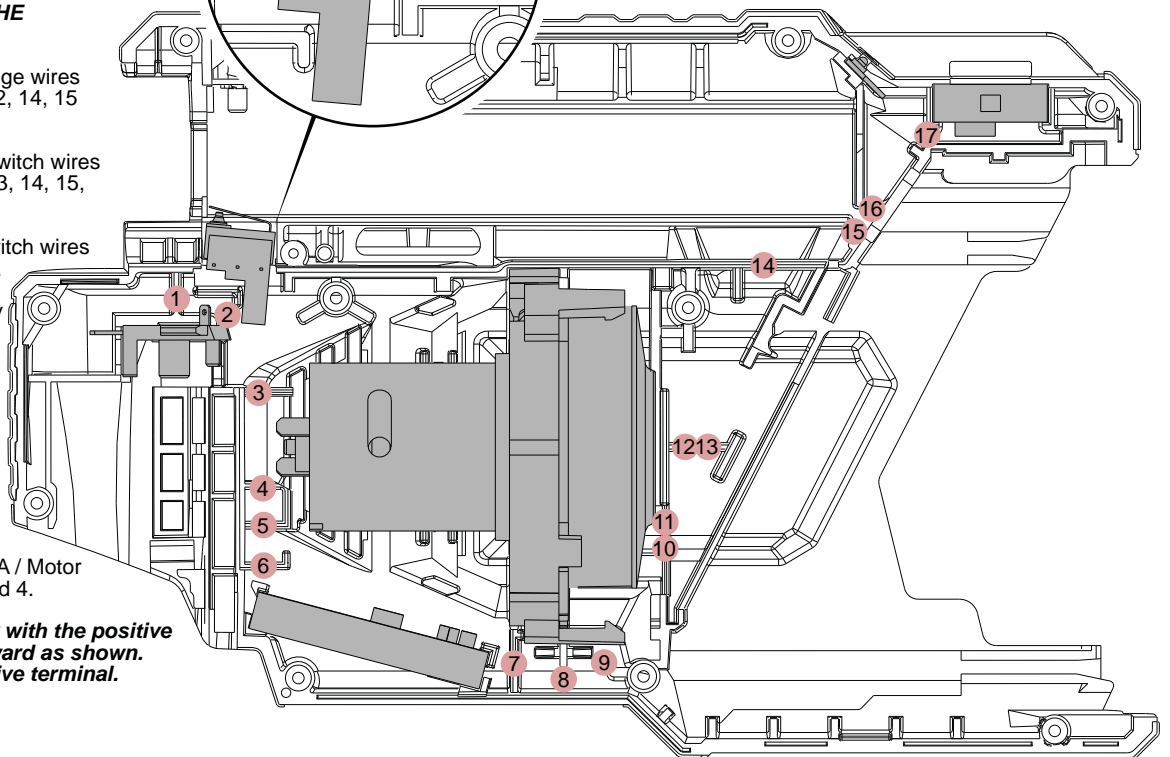 HE
ge wires
2, 14, 15
witch wires
3, 14, 15,
itch wires
A / Motor
d 4.
with the positive
ward as shown.
ive terminal.
1
2
3
4
5
6
7
8
9
10
11
12
13
14
15
16
17